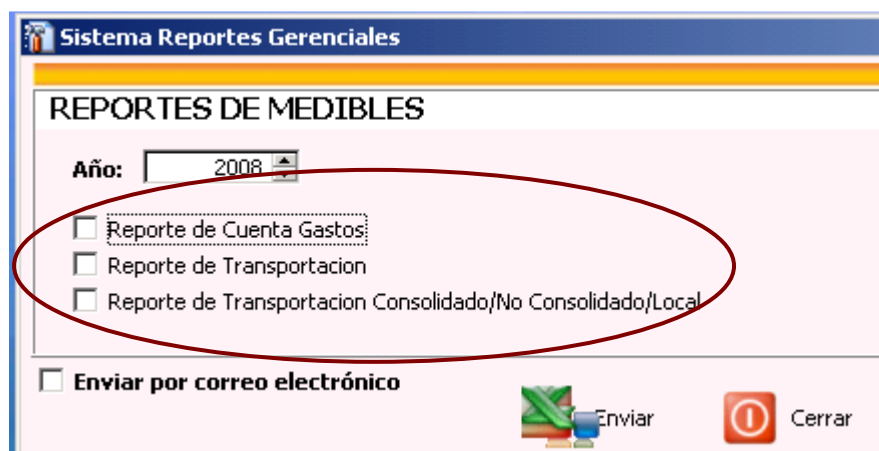 Sistema Reportes Gerenciales
REPORTES DE MEDIBLES
Año: 2008
Reporte de Cuenta Gastos
Reporte de Transportacion
Reporte de Transportacion Consolidado/No Consolidado/Local
Enviar por correo electrónico
Enviar Cerrar